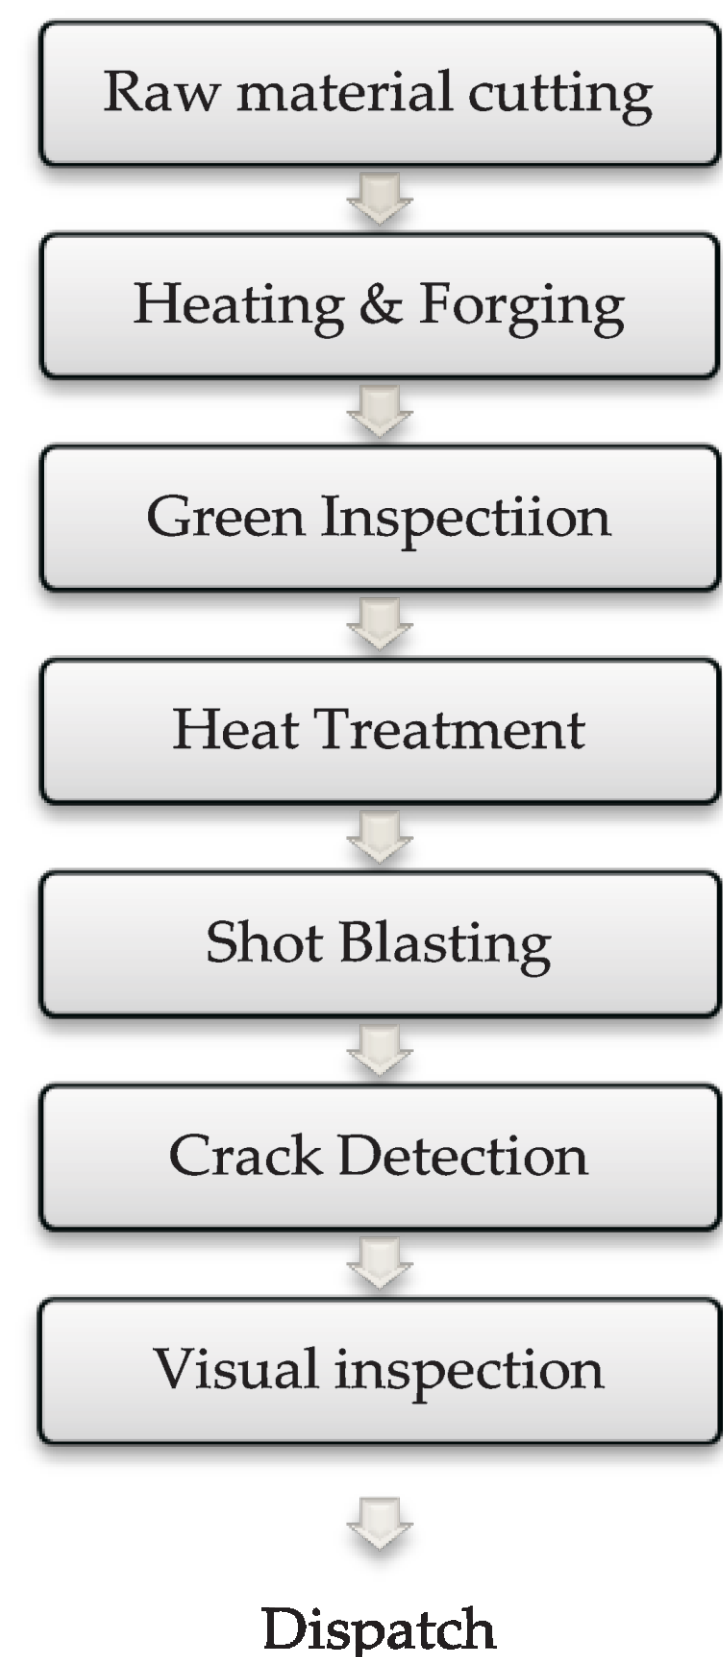 Raw material cutting
Heating & Forging
Green Inspectiion
Heat Treatment
Shot Blasting
Crack Detection
Visual inspection
Dispatch